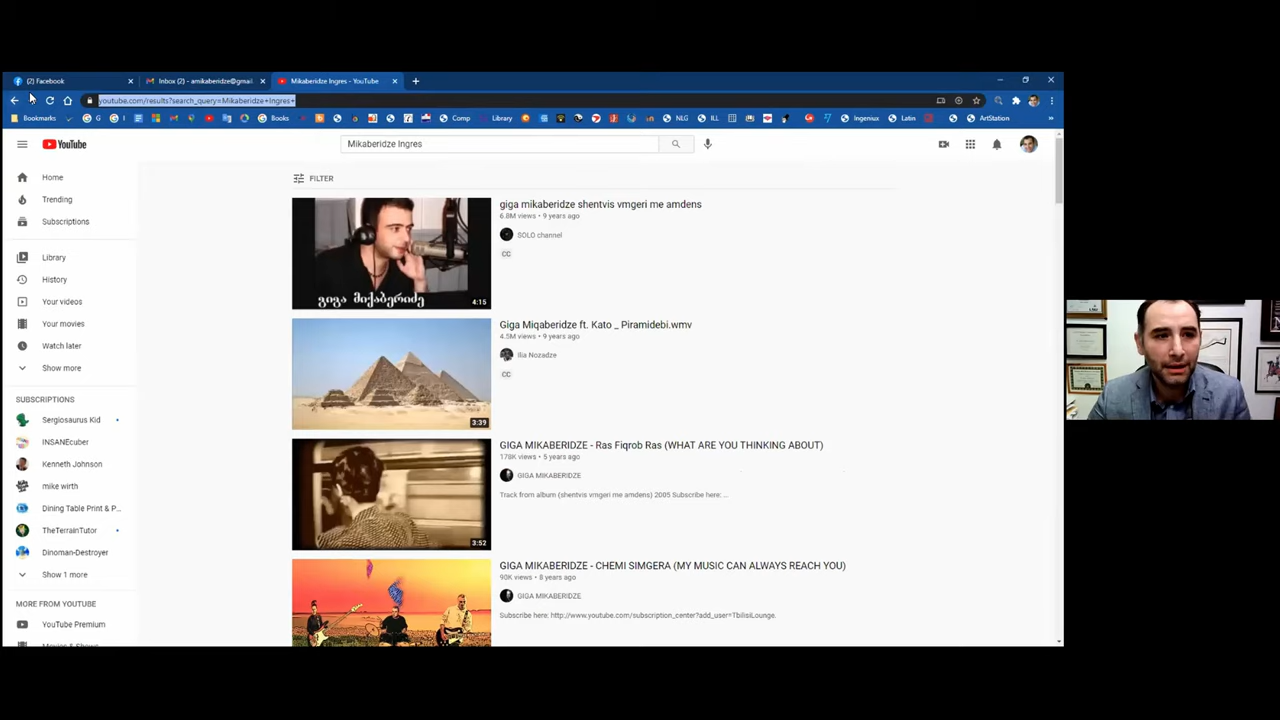 (2) Facebook
Inbox (2) - amikaberidze@gmai
Mikaberidze Ingres - YouTube
youtube.com/results?search_query=Mikaberidze+Ingres+
Bookmarks
G
G
Books
Comp
Library
NLG
ILL
Ingeniux
Latin
ArtStation
»
YouTube
Mikaberidze Ingres
Home
Trending
Subscriptions
Library
History
Your videos
Your movies
Watch later
Show more
SUBSCRIPTIONS
Sergiosaurus Kid
INSANEcuber
Kenneth Johnson
mike wirth
Dining Table Print & P...
TheTerrainTutor
Dinoman-Destroyer
Show 1 more
MORE FROM YOUTUBE
YouTube Premium
Movies & Shows
FILTER
გიგა მიქაბერიძე
4:15
giga mikaberidze shentvis vmgeri me amdens
6.8M views • 9 years ago
SOLO channel
CC
3:39
Giga Miqaberidze ft. Kato _ Piramidebi.wmv
4.5M views • 9 years ago
Ilia Nozadze
CC
3:52
GIGA MIKABERIDZE - Ras Fiqrob Ras (WHAT ARE YOU THINKING ABOUT)
178K views • 5 years ago
GIGA MIKABERIDZE
Track from album (shentvis vmgeri me amdens) 2005 Subscribe here: ...
GIGA MIKABERIDZE - CHEMI SIMGERA (MY MUSIC CAN ALWAYS REACH YOU)
90K views • 8 years ago
GIGA MIKABERIDZE
Subscribe here: http://www.youtube.com/subscription_center?add_user=TbilisiLounge.